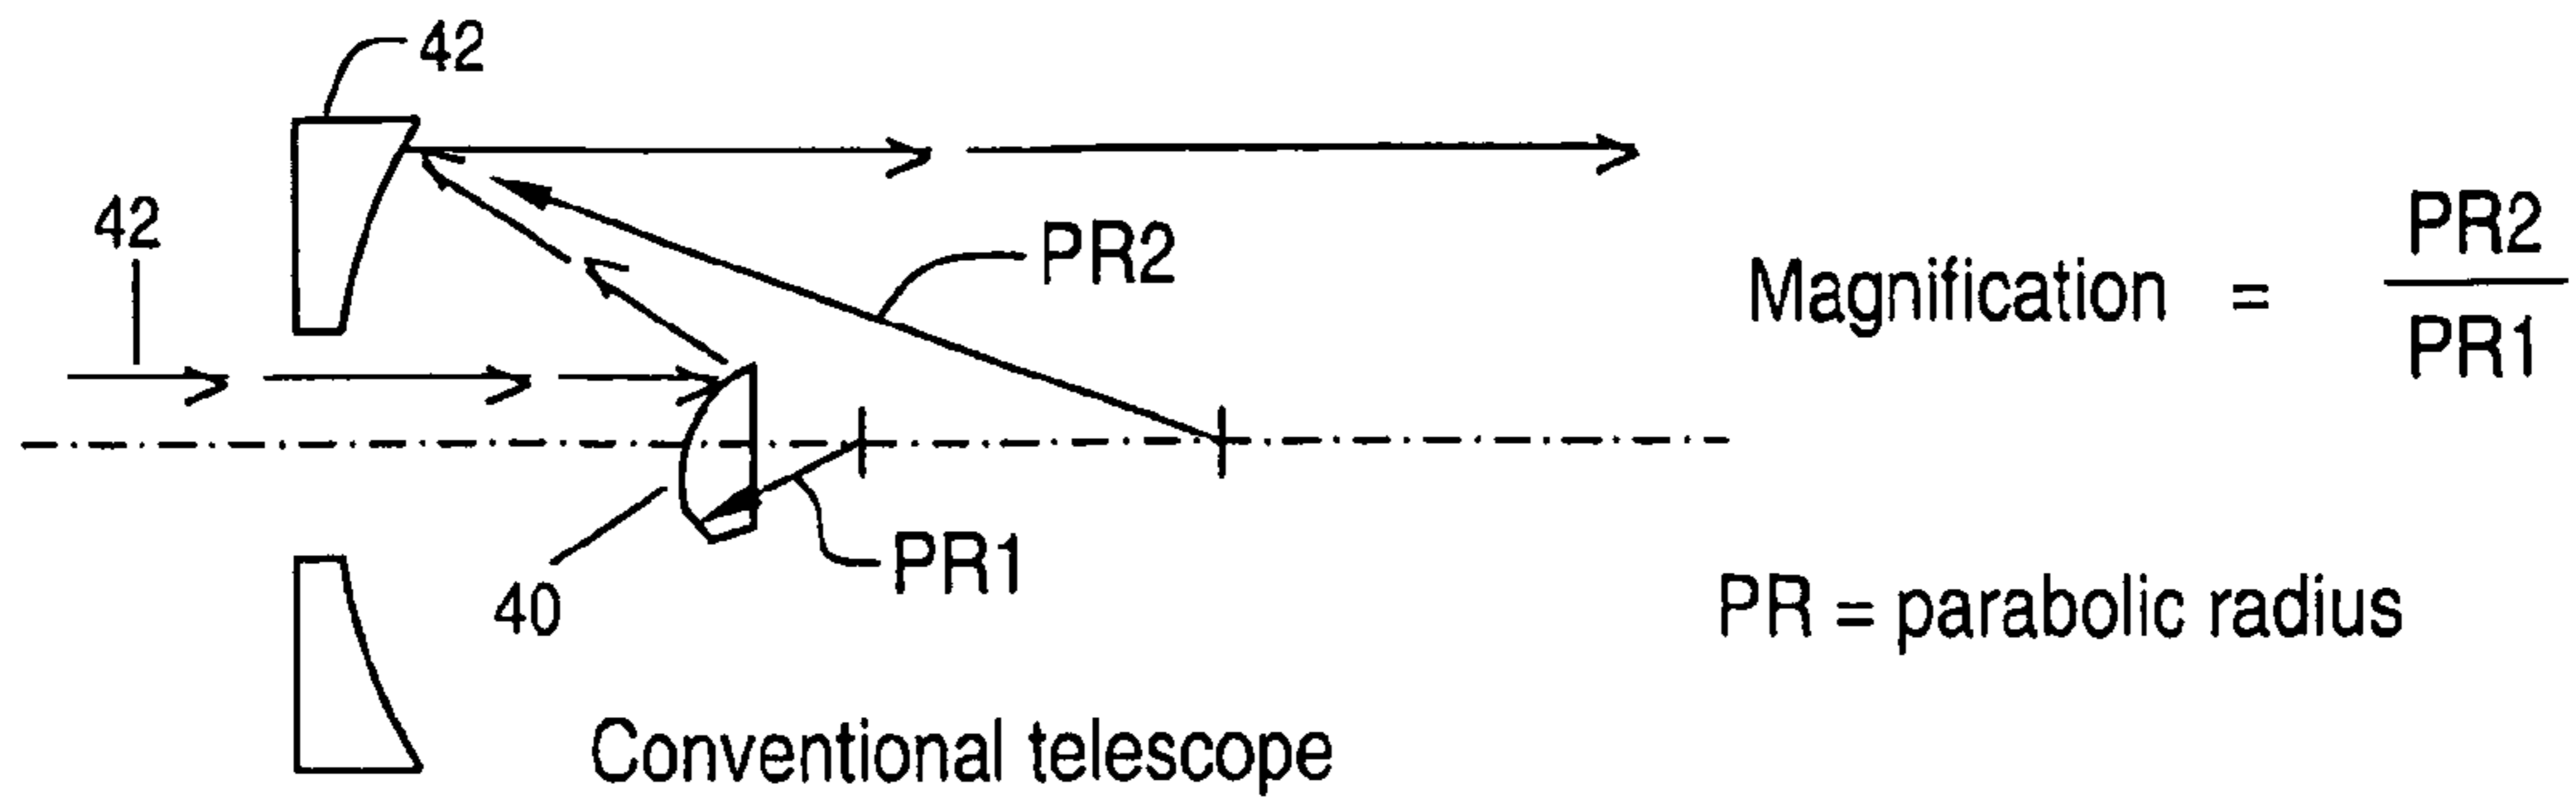 42
42
PR2
Magnification = PR2
PR1
PR1
40
PR = parabolic radius
Conventional telescope